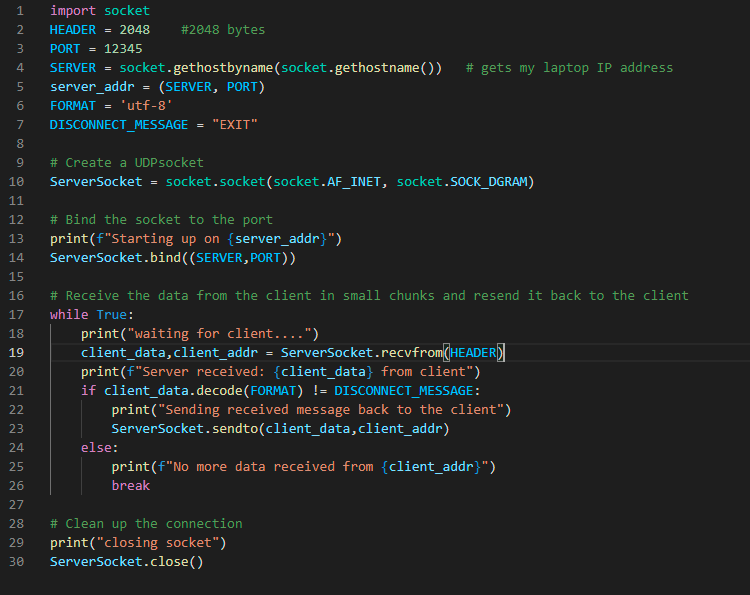 1 import socket
2 HEADER = 2048    #2048 bytes
3 PORT = 12345
4 SERVER = socket.gethostbyname(socket.gethostname())   # gets my laptop IP address
5 server_addr = (SERVER, PORT)
6 FORMAT = 'utf-8'
7 DISCONNECT_MESSAGE = "EXIT"
8
9 # Create a UDPsocket
10 ServerSocket = socket.socket(socket.AF_INET, socket.SOCK_DGRAM)
11
12 # Bind the socket to the port
13 print(f"Starting up on {server_addr}")
14 ServerSocket.bind((SERVER,PORT))
15
16 # Receive the data from the client in small chunks and resend it back to the client
17 while True:
18     print("waiting for client....")
19     client_data,client_addr = ServerSocket.recvfrom(HEADER)
20     print(f"Server received: {client_data} from client")
21     if client_data.decode(FORMAT) != DISCONNECT_MESSAGE:
22         print("Sending received message back to the client")
23         ServerSocket.sendto(client_data,client_addr)
24     else:
25         print(f"No more data received from {client_addr}")
26         break
27
28 # Clean up the connection
29 print("closing socket")
30 ServerSocket.close()